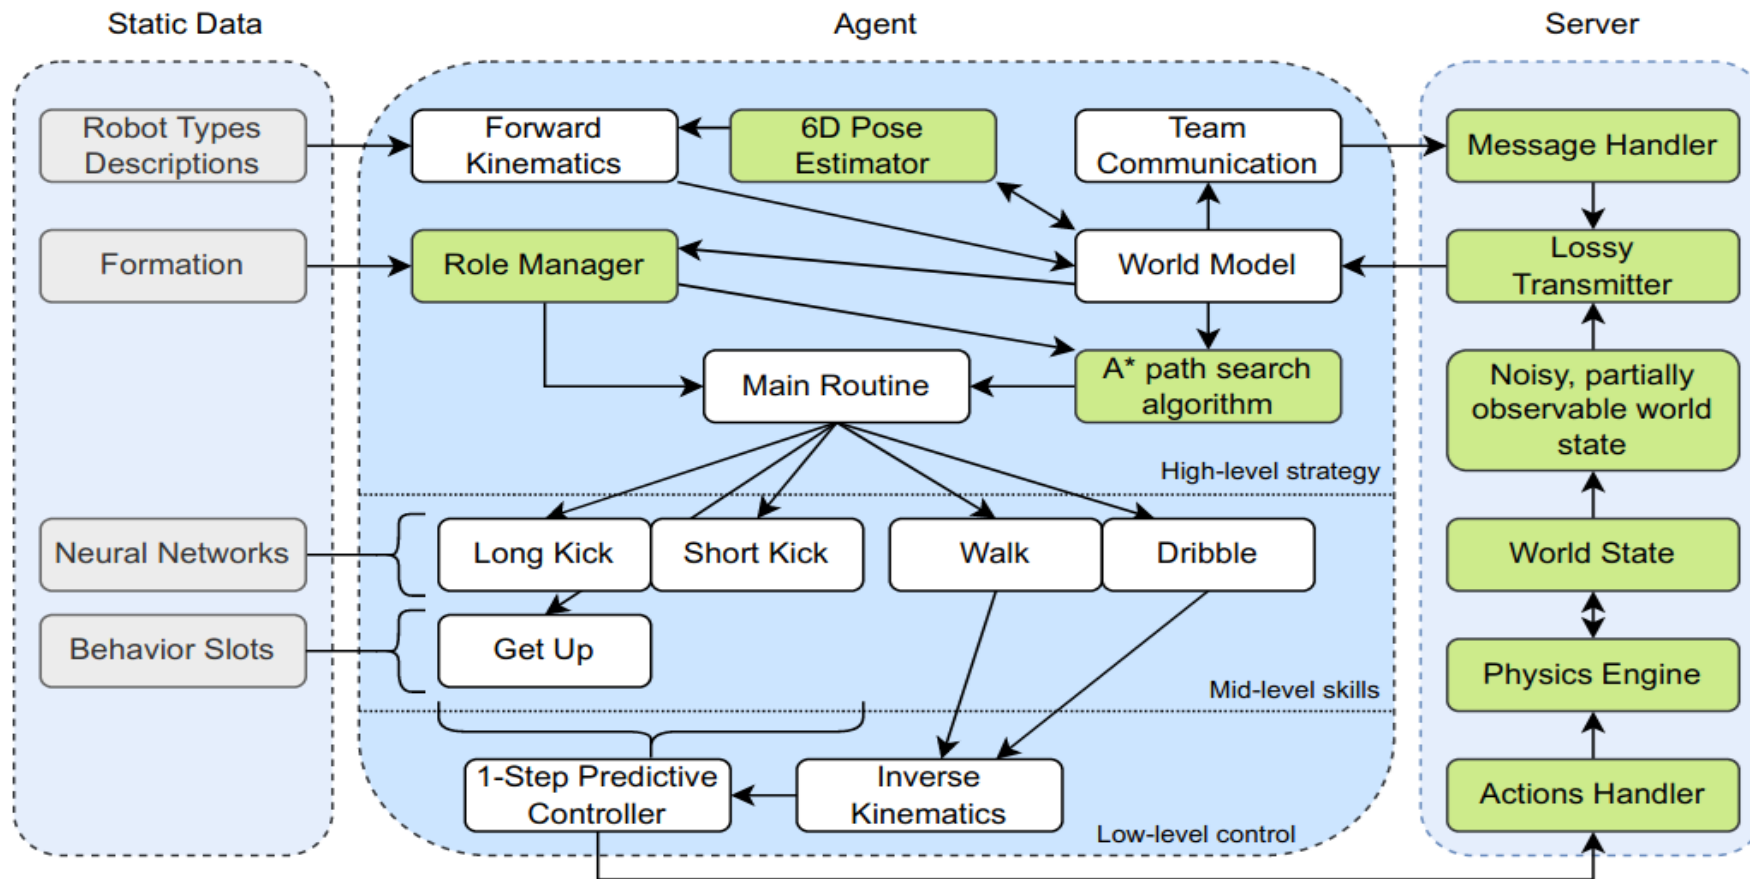 Static Data
Agent
Server
Robot Types
Descriptions
Forward
Kinematics
6D Pose
Estimator
Team
Communication
Message Handler
Formation
Role Manager
World Model
Lossy
Transmitter
Main Routine
A* path search
algorithm
Noisy, partially
observable world
state
High-level strategy
Neural Networks
Long Kick
Short Kick
Walk
Dribble
World State
Behavior Slots
Get Up
Mid-level skills
Physics Engine
1-Step Predictive
Controller
Inverse
Kinematics
Actions Handler
Low-level control